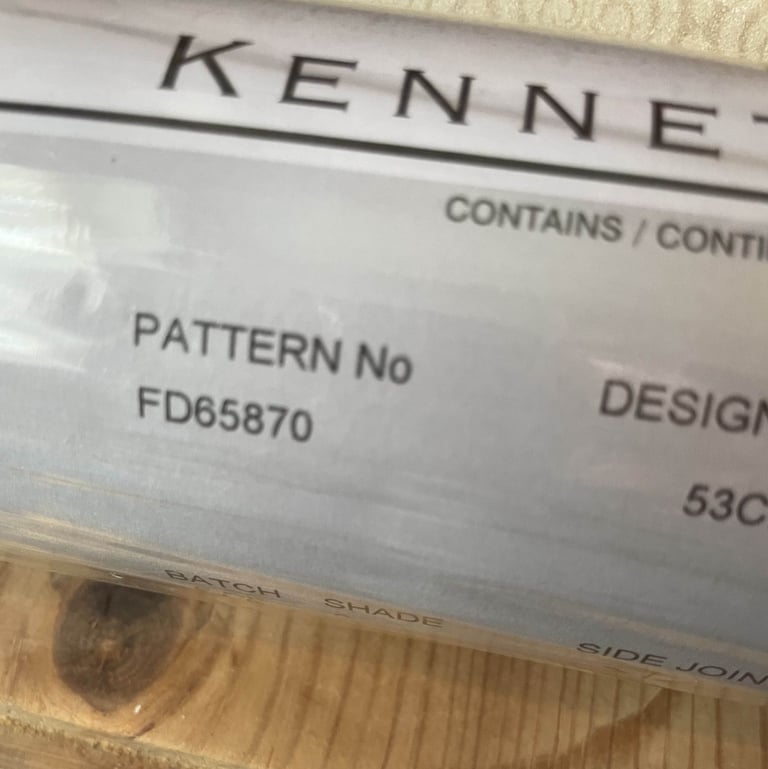 KENNE
CONTAINS / CONTI
PATTERN No
FD65870
DESIGN
53C
BATCH SHADE
SIDE JOIN